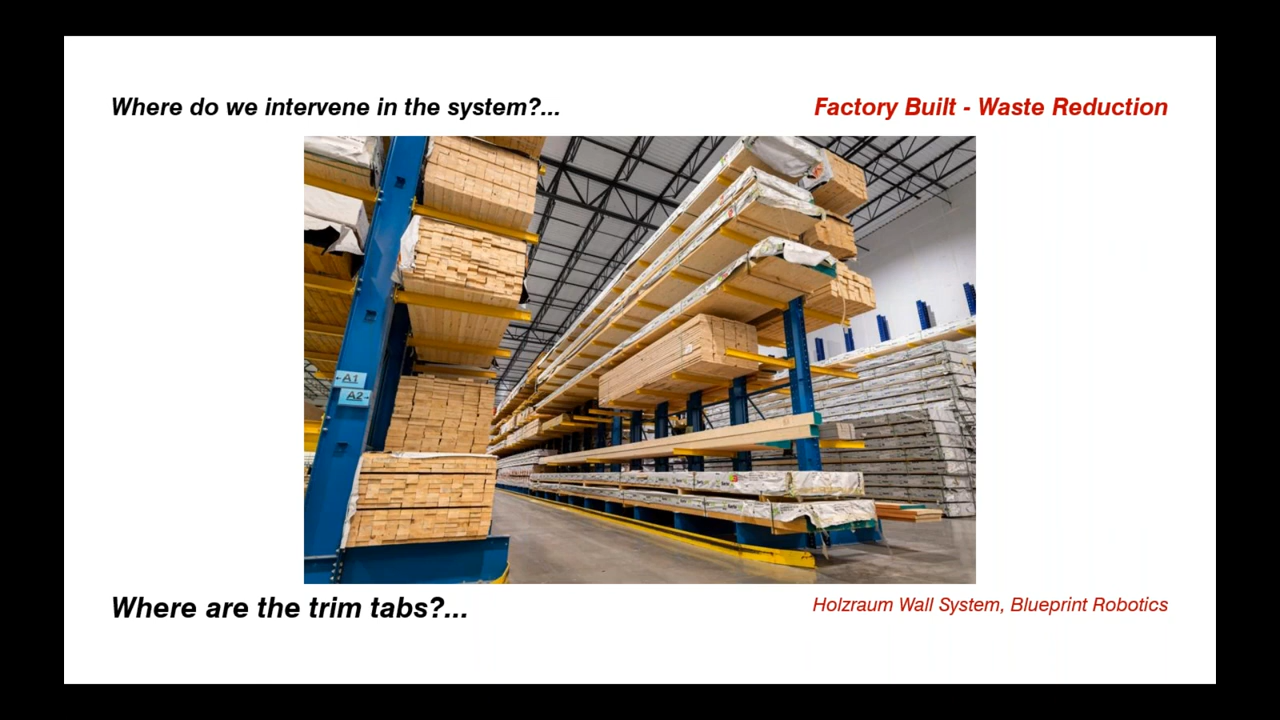 Where do we intervene in the system?...
Factory Built - Waste Reduction
A1
A2
Where are the trim tabs?...
Holzraum Wall System, Blueprint Robotics